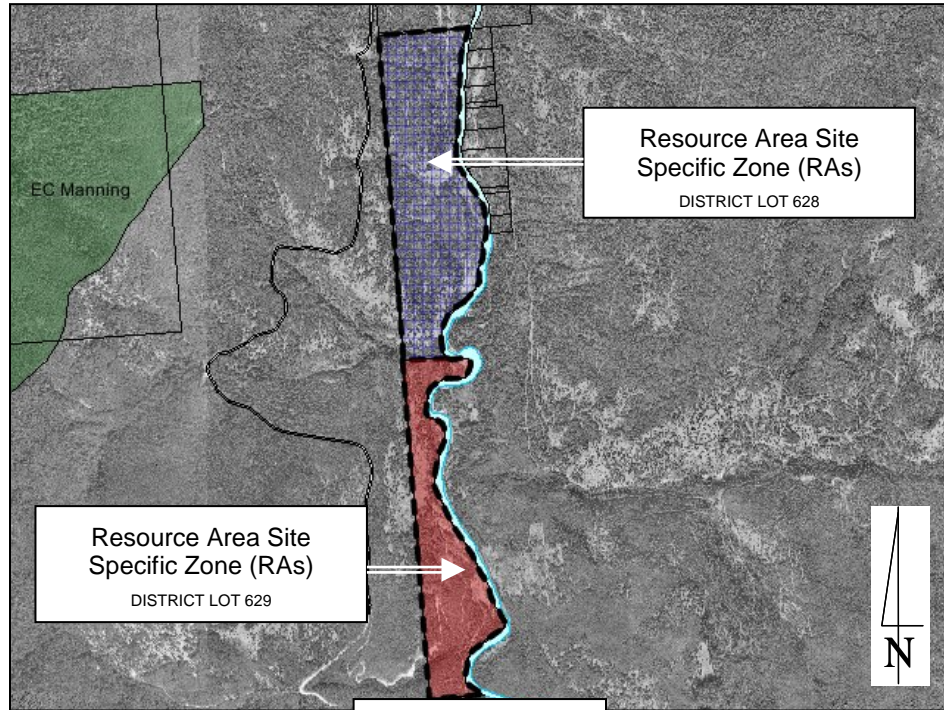 Resource Area Site
Specific Zone (RAs)
DISTRICT LOT 628
EC Manning
Resource Area Site
Specific Zone (RAs)
DISTRICT LOT 629
N